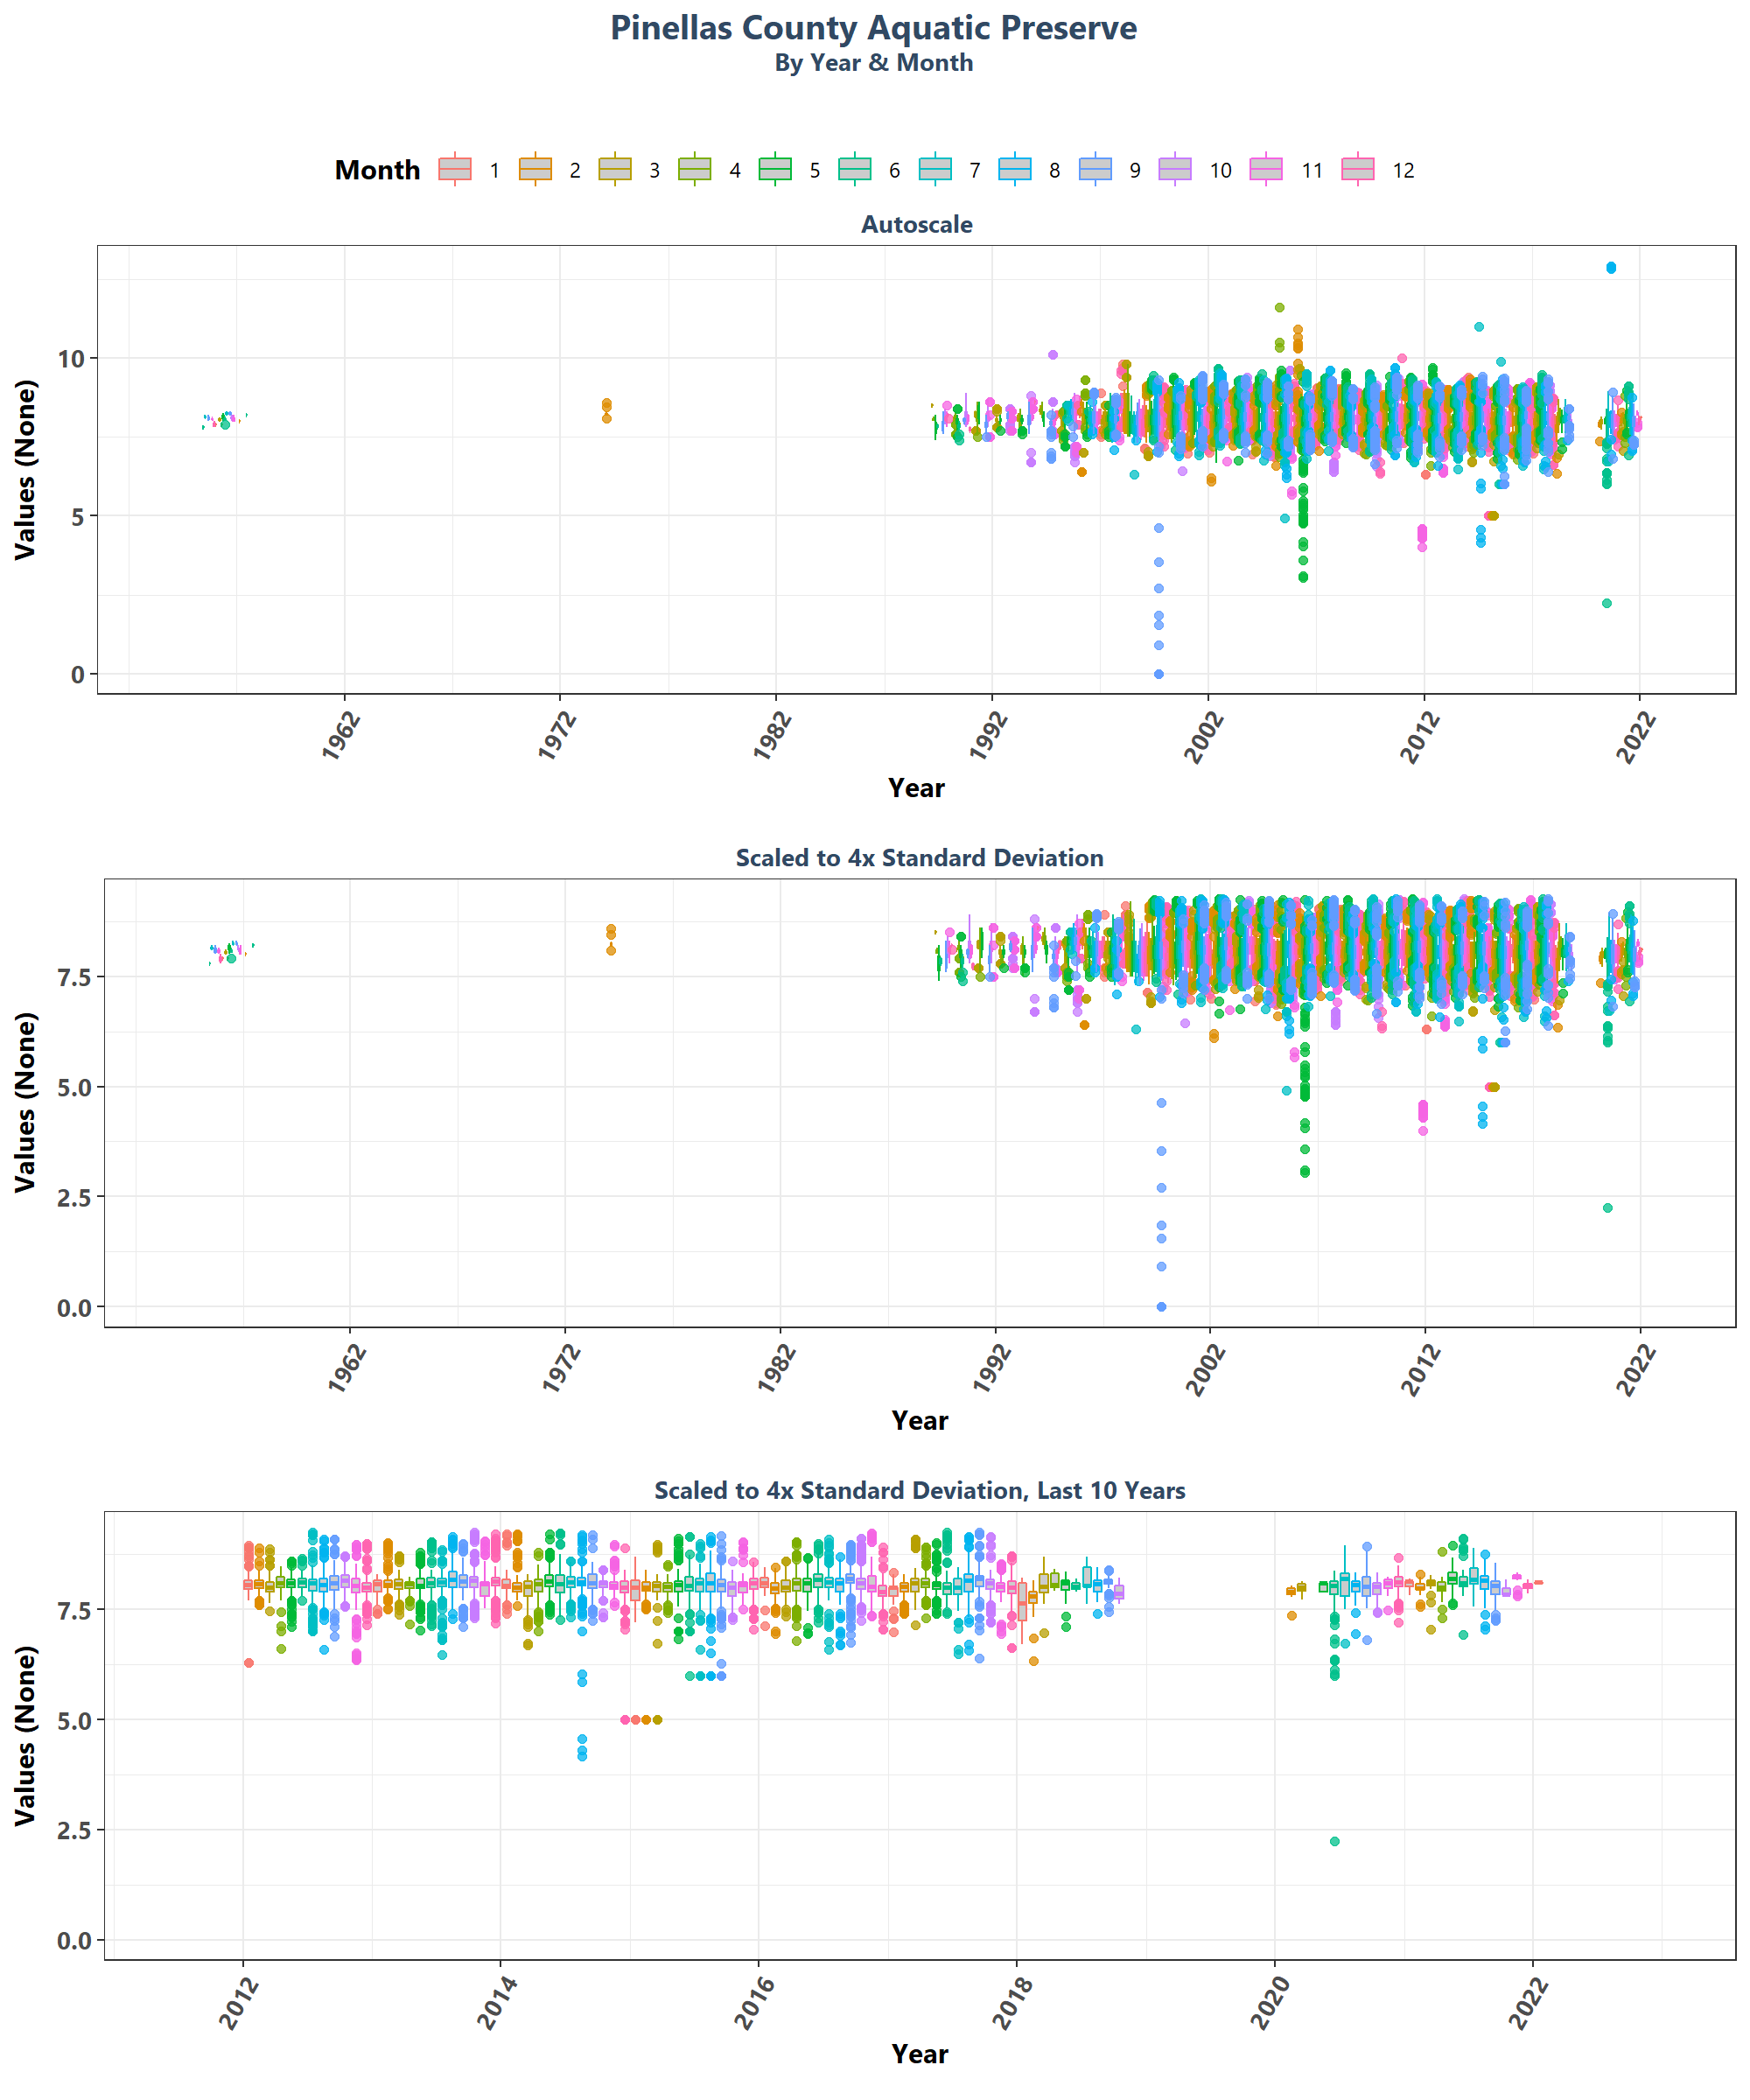 Pinellas County Aquatic Preserve
By Year & Month
Month 1 2 3 4 5 6 7 8 9 10 11 12
Autoscale
Values (None)
10
5
0
1962 1972 1982 1992 2002 2012 2022
Year
Scaled to 4x Standard Deviation
Values (None)
7.5
5.0
2.5
0.0
1962 1972 1982 1992 2002 2012 2022
Year
Scaled to 4x Standard Deviation, Last 10 Years
Values (None)
7.5
5.0
2.5
0.0
2012 2014 2016 2018 2020 2022
Year